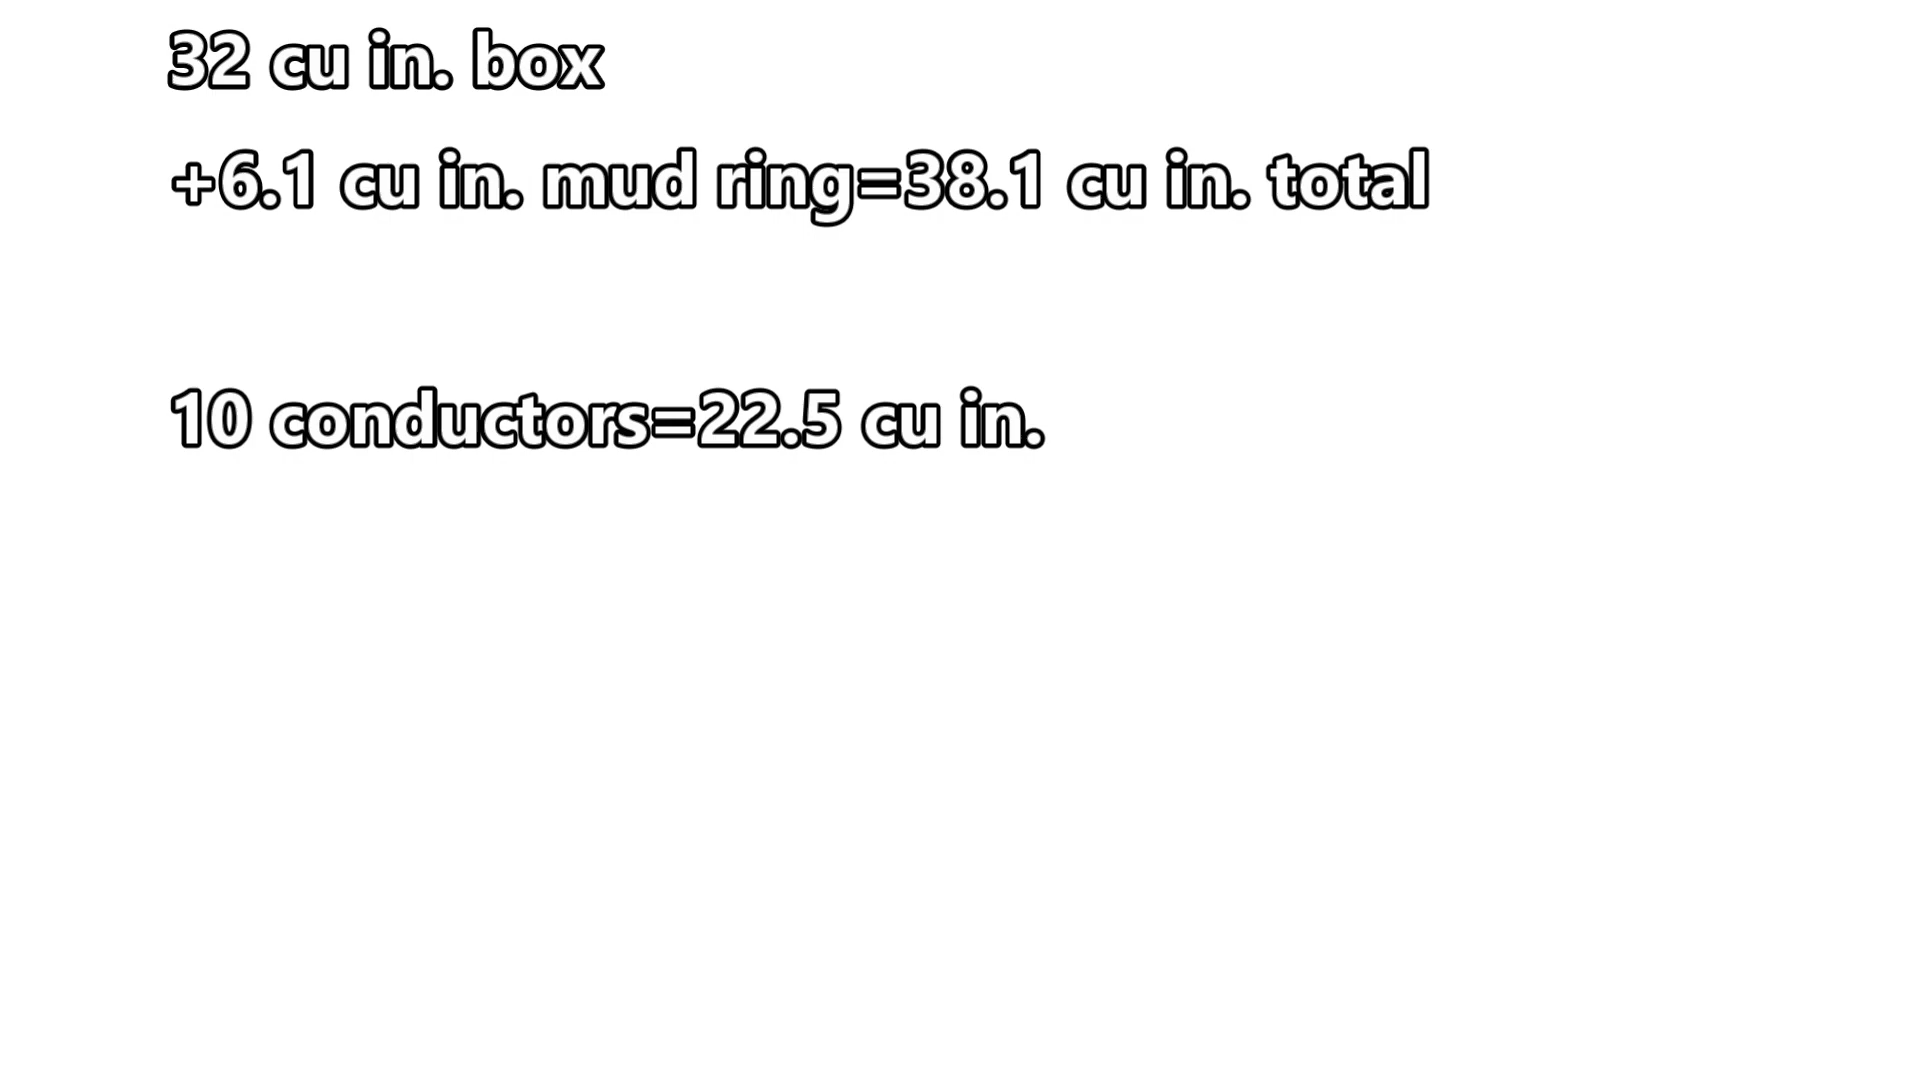 32 cu in. box
+6.1 cu in. mud ring=38.1 cu in. total
10 conductors=22.5 cu in.